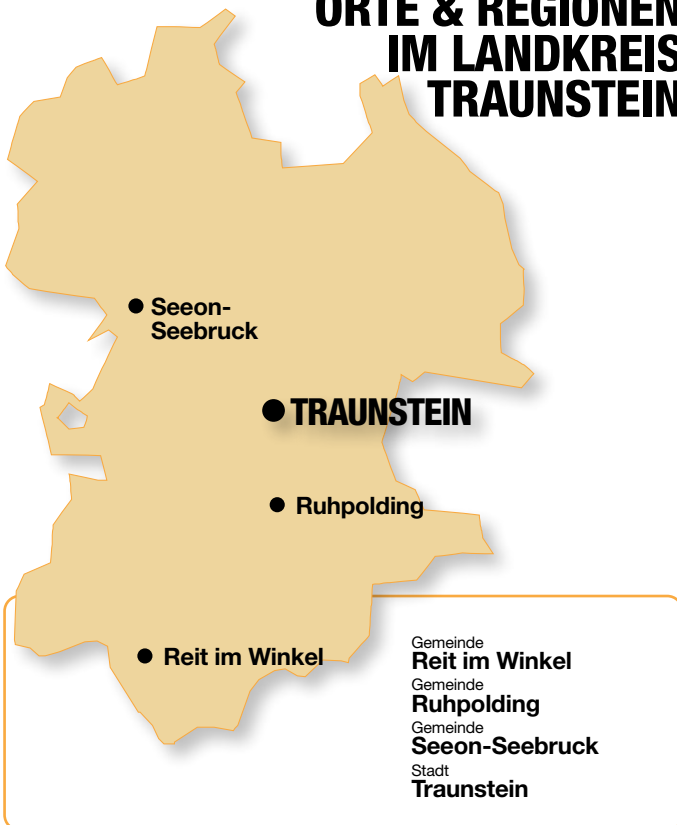 ORTE & REGIONEN
IM LANDKREIS
TRAUNSTEIN
Seeon-
Seebruck
TRAUNSTEIN
Ruhpolding
Reit im Winkel
Gemeinde
Reit im Winkel
Gemeinde
Ruhpolding
Gemeinde
Seeon-Seebruck
Stadt
Traunstein